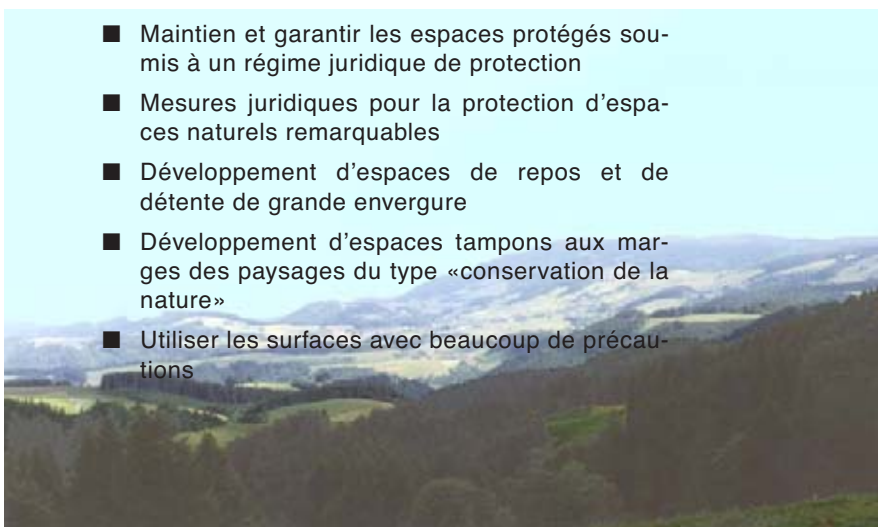 ■ Maintien et garantir les espaces protégés sou-
mis à un régime juridique de protection
■ Mesures juridiques pour la protection d'espa-
ces naturels remarquables
■ Développement d'espaces de repos et de
détente de grande envergure
■ Développement d'espaces tampons aux mar-
ges des paysages du type «conservation de la
nature»
■ Utiliser les surfaces avec beaucoup de précau-
tions